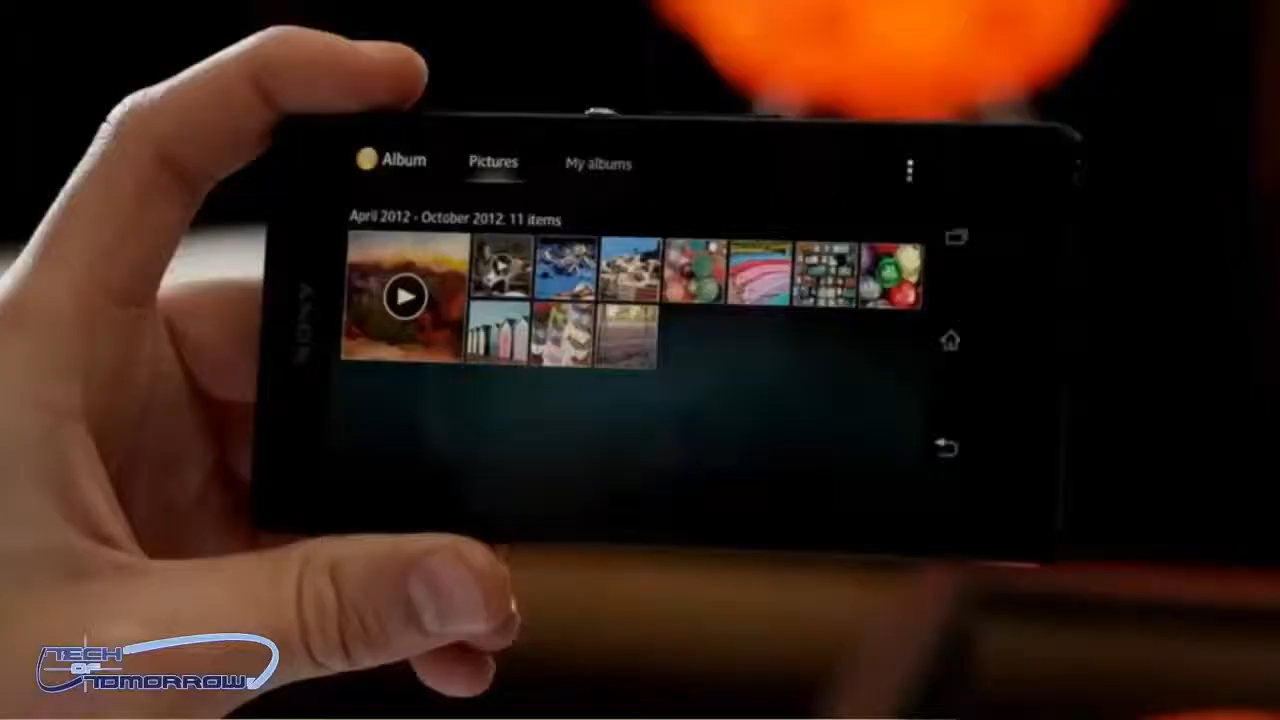 Album Pictures My albums
April 2012 - October 2012, 11 items
SONY
TECH
OF
TOMORROW